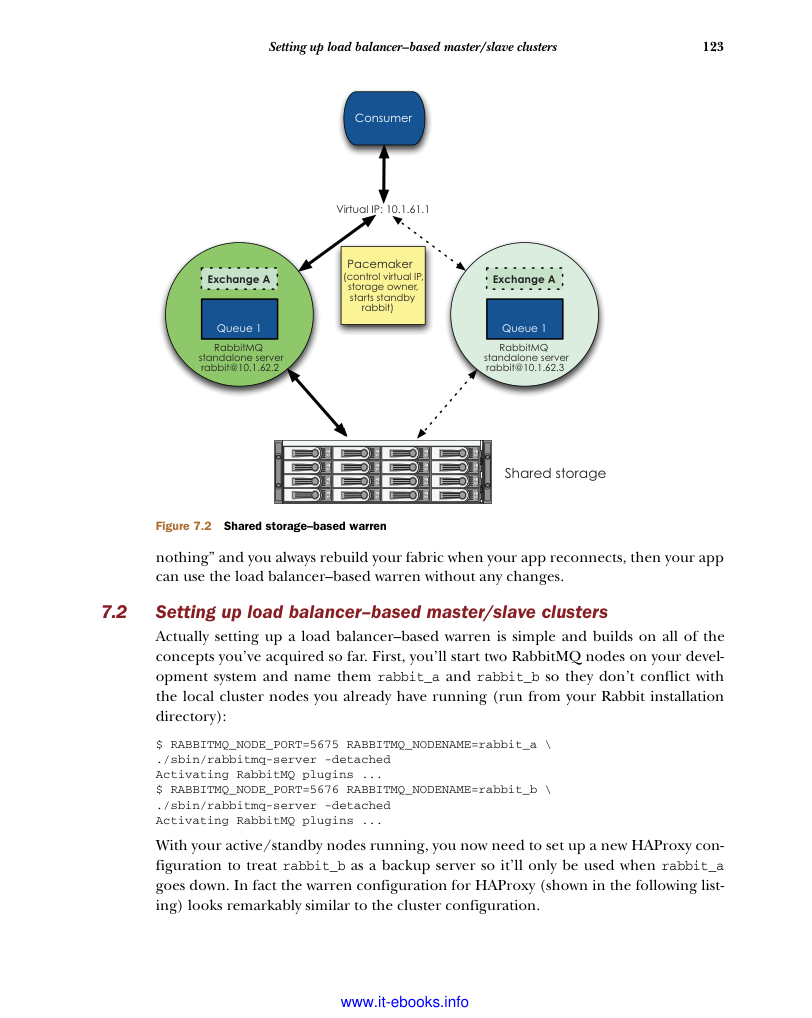 Setting up load balancer–based master/slave clusters 123
Consumer
Virtual IP: 10.1.61.1
Exchange A
Queue 1
RabbitMQ
standalone server
rabbit@10.1.62.2
Pacemaker
(control virtual IP,
storage owner,
starts standby
rabbit)
Exchange A
Queue 1
RabbitMQ
standalone server
rabbit@10.1.62.3
Shared storage
Figure 7.2 Shared storage–based warren
nothing” and you always rebuild your fabric when your app reconnects, then your app
can use the load balancer–based warren without any changes.
7.2 Setting up load balancer–based master/slave clusters
Actually setting up a load balancer–based warren is simple and builds on all of the
concepts you’ve acquired so far. First, you’ll start two RabbitMQ nodes on your devel-
opment system and name them rabbit_a and rabbit_b so they don’t conflict with
the local cluster nodes you already have running (run from your Rabbit installation
directory):
$ RABBITMQ_NODE_PORT=5675 RABBITMQ_NODENAME=rabbit_a \
./sbin/rabbitmq-server -detached
Activating RabbitMQ plugins ...
$ RABBITMQ_NODE_PORT=5676 RABBITMQ_NODENAME=rabbit_b \
./sbin/rabbitmq-server -detached
Activating RabbitMQ plugins ...
With your active/standby nodes running, you now need to set up a new HAProxy con-
figuration to treat rabbit_b as a backup server so it’ll only be used when rabbit_a
goes down. In fact the warren configuration for HAProxy (shown in the following list-
ing) looks remarkably similar to the cluster configuration.
www.it-ebooks.info